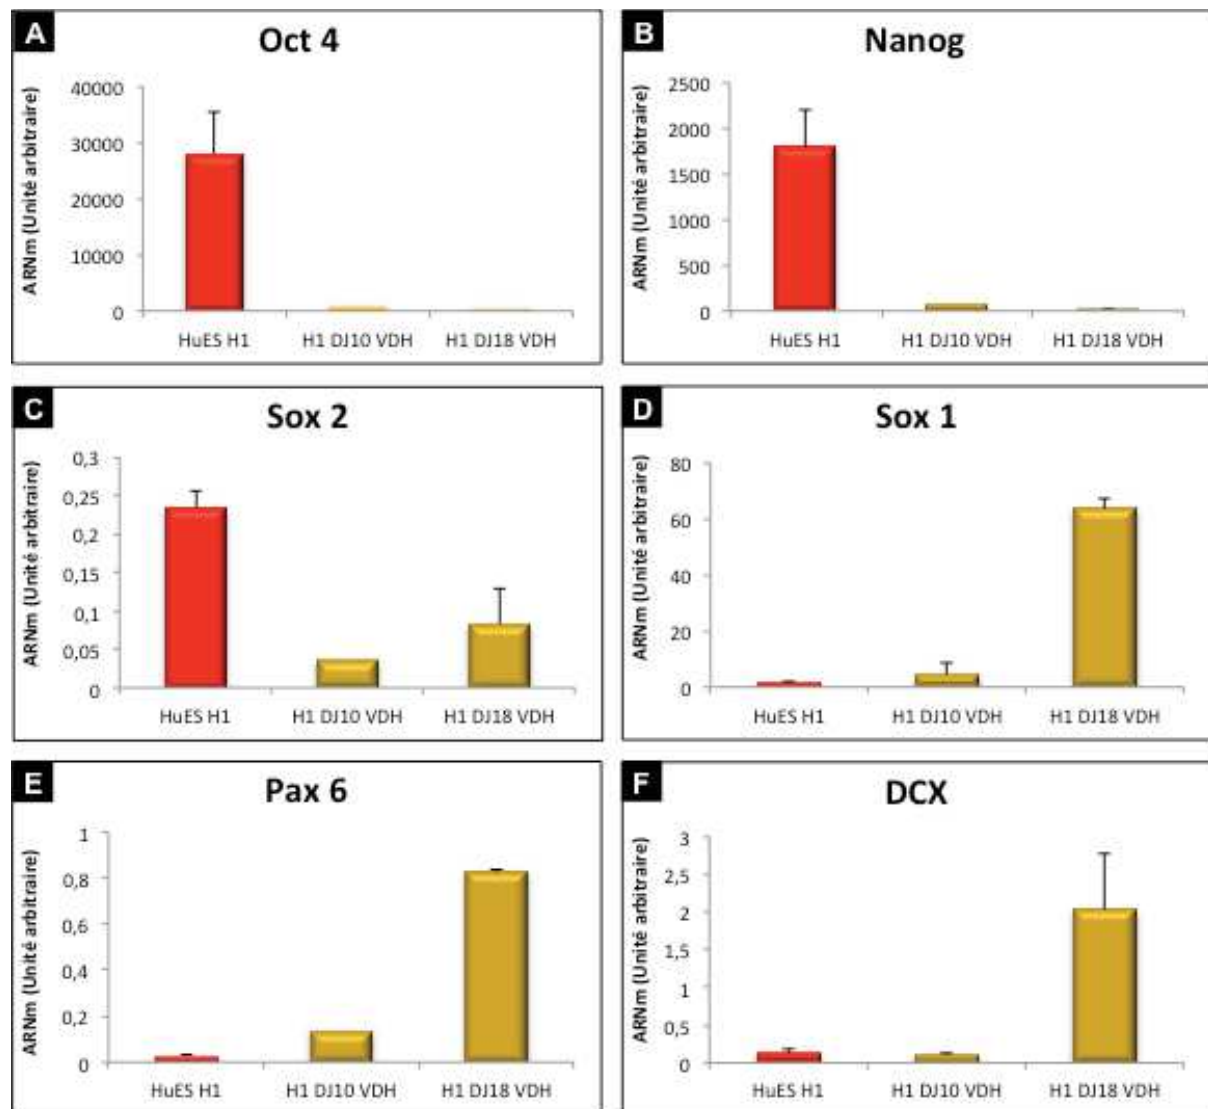 A
Oct 4
ARNm (Unité arbitraire)
40000
30000
20000
10000
0
HuES H1 H1 DJ10 VDH H1 DJ18 VDH
B
Nanog
ARNm (Unité arbitraire)
2500
2000
1500
1000
500
0
HuES H1 H1 DJ10 VDH H1 DJ18 VDH
C
Sox 2
ARNm (Unité arbitraire)
0,3
0,25
0,2
0,15
0,1
0,05
0
HuES H1 H1 DJ10 VDH H1 DJ18 VDH
D
Sox 1
ARNm (Unité arbitraire)
80
60
40
20
0
HuES H1 H1 DJ10 VDH H1 DJ18 VDH
E
Pax 6
ARNm (Unité arbitraire)
1
0,8
0,6
0,4
0,2
0
HuES H1 H1 DJ10 VDH H1 DJ18 VDH
F
DCX
ARNm (Unité arbitraire)
3
2,5
2
1,5
1
0,5
0
HuES H1 H1 DJ10 VDH H1 DJ18 VDH